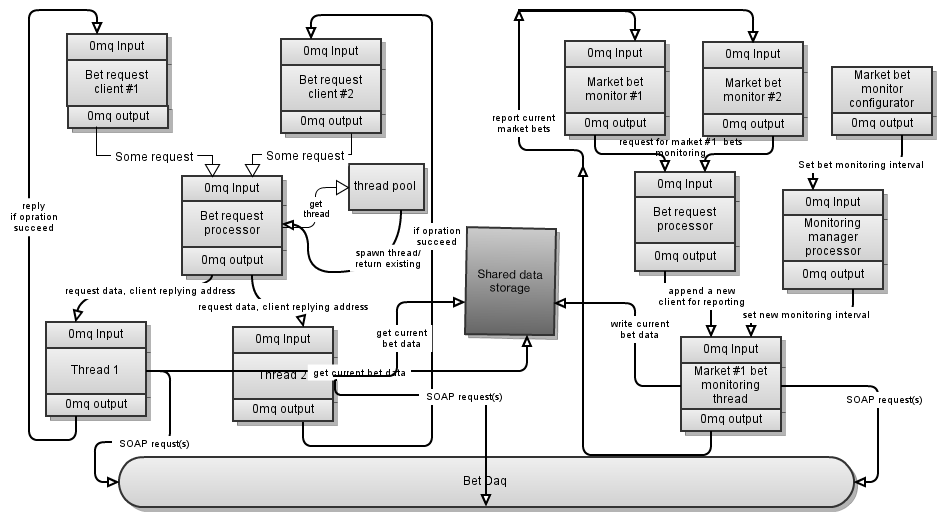 0mq Input
Bet request
client #1
0mq output
0mq Input
Bet request
client #2
0mq output
0mq Input
Market bet
monitor #1
0mq output
0mq Input
Market bet
monitor #2
0mq output
Market bet
monitor
configurator
0mq output
report current
market bets
request for market #1 bets
monitoring
Some request
Some request
Set bet monitoring interval
0mq Input
Bet request
processor
0mq output
get
thread
thread pool
0mq Input
Bet request
processor
0mq output
0mq Input
Monitoring
manager
processor
0mq output
reply
if opration
succeed
if opration
succeed
spawn thread/
return existing
Shared data
storage
request data, client replying address
request data, client replying address
append a new
client for reporting
set new monitoring interval
0mq Input
Thread 1
0mq output
0mq Input
Thread 2
0mq output
get current
bet data
get current bet data
write current
bet data
0mq Input
Market #1 bet
monitoring
thread
0mq output
SOAP request(s)
SOAP request(s)
SOAP requst(s)
Bet Daq